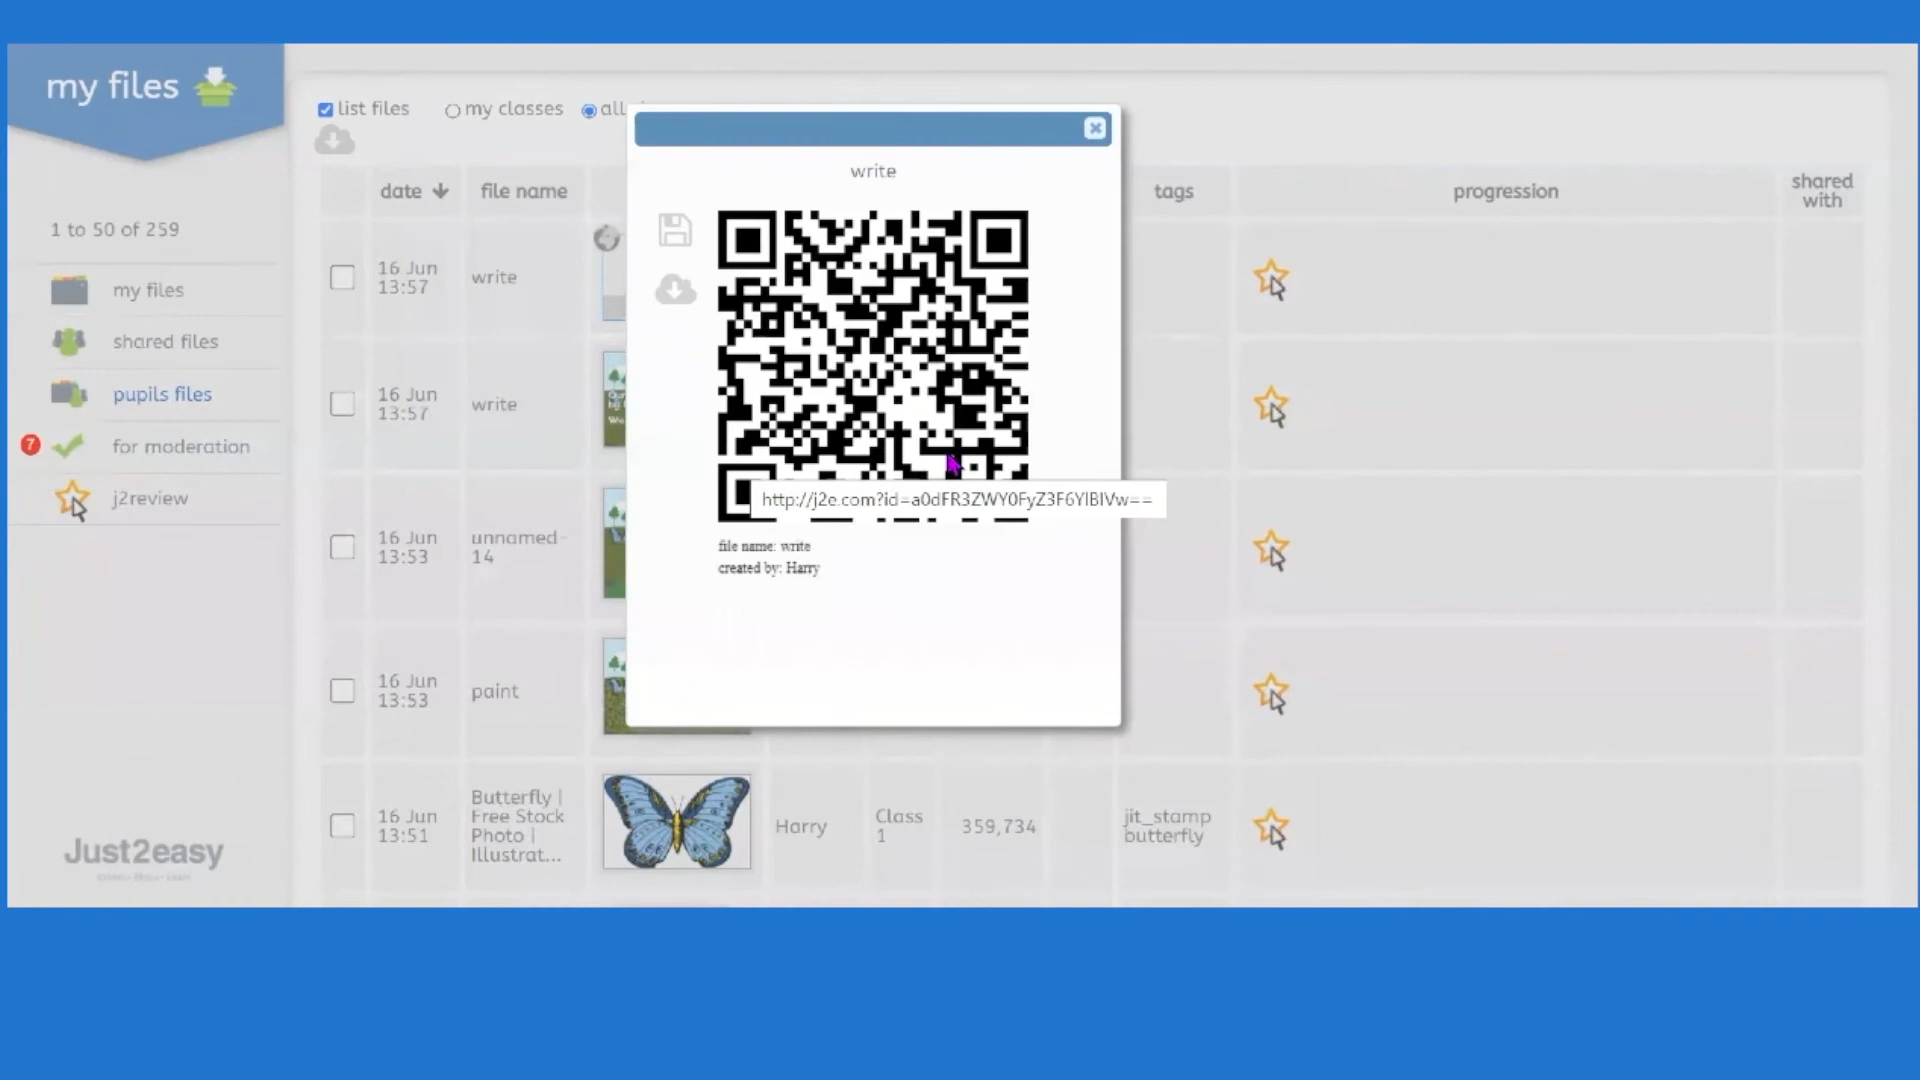 my files
list files
my classes
all
1 to 50 of 259
my files
shared files
pupils files
7
for moderation
j2review
Just2easy
date
file name
tags
progression
shared
with
16 Jun
13:57
write
16 Jun
13:57
write
16 Jun
13:53
unnamed-
14
16 Jun
13:53
paint
16 Jun
13:51
Butterfly |
Free Stock
Photo |
Illustrat...
Harry
Class
1
359,734
jit_stamp
butterfly
write
http://j2e.com?id=a0dFR3ZWY0FyZ3F6YlBIVw==
file name: write
created by: Harry